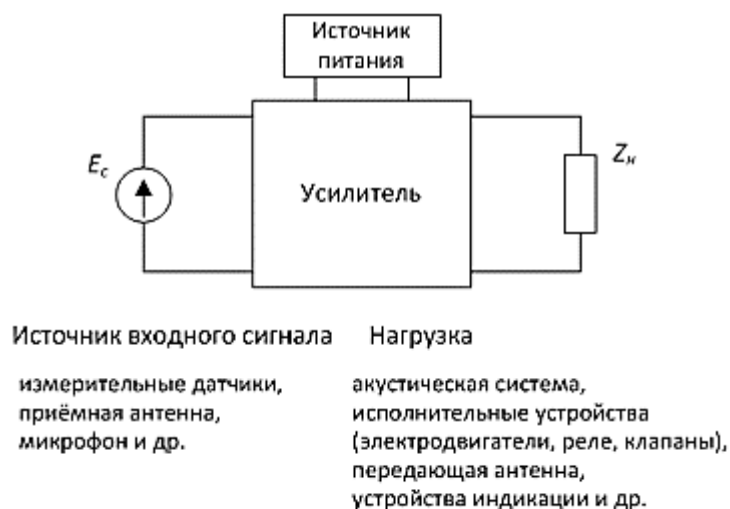 Источник
питания
Eс
Усилитель
Zн
Источник входного сигнала
измерительные датчики,
приёмная антенна,
микрофон и др.
Нагрузка
акустическая система,
исполнительные устройства
(электродвигатели, реле, клапаны),
передающая антенна,
устройства индикации и др.